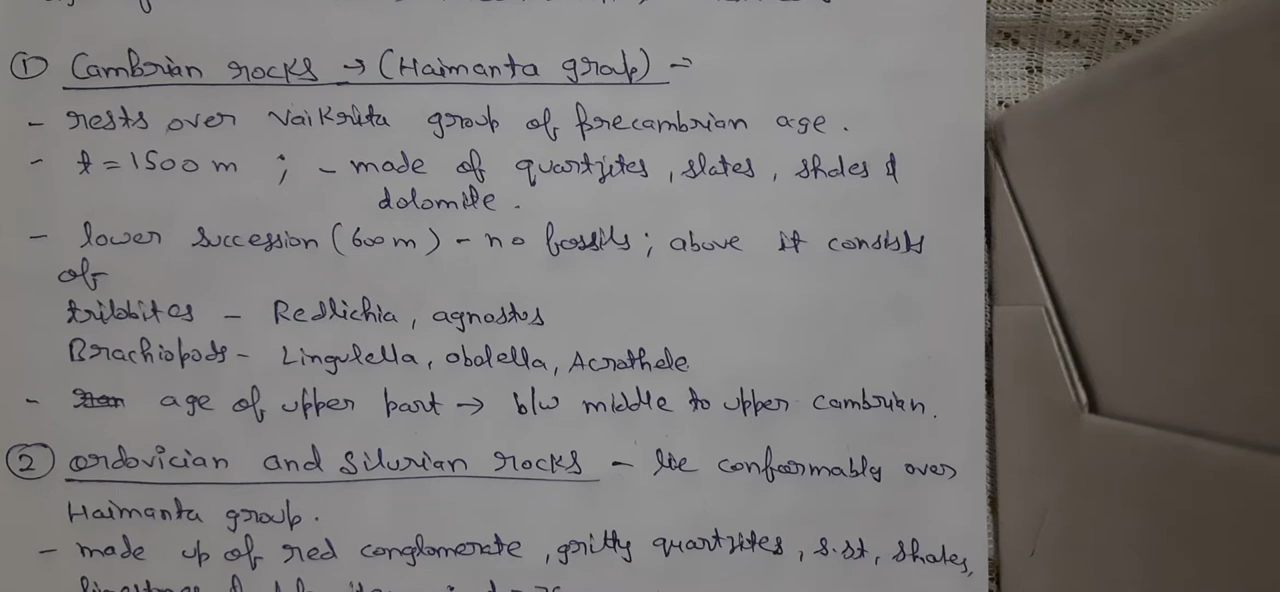 ① Cambrian rocks → (Haimanta group) :-
- rests over Vaikrita group of precambrian age.
- t = 1500 m ; - made of quartzites, slates, shales &
dolomite.
- lower succession (600 m) - no fossils ; above it consists
of
trilobites - Redlichia, agnostus
Brachiopods - Lingulella, obolella, Acrothele
- age of upper part → b/w middle to upper cambrian.
② ordovician and silurian rocks - lie conformably over
Haimanta group.
- made up of red conglomerate, gritty quartzites, s.st, shales,